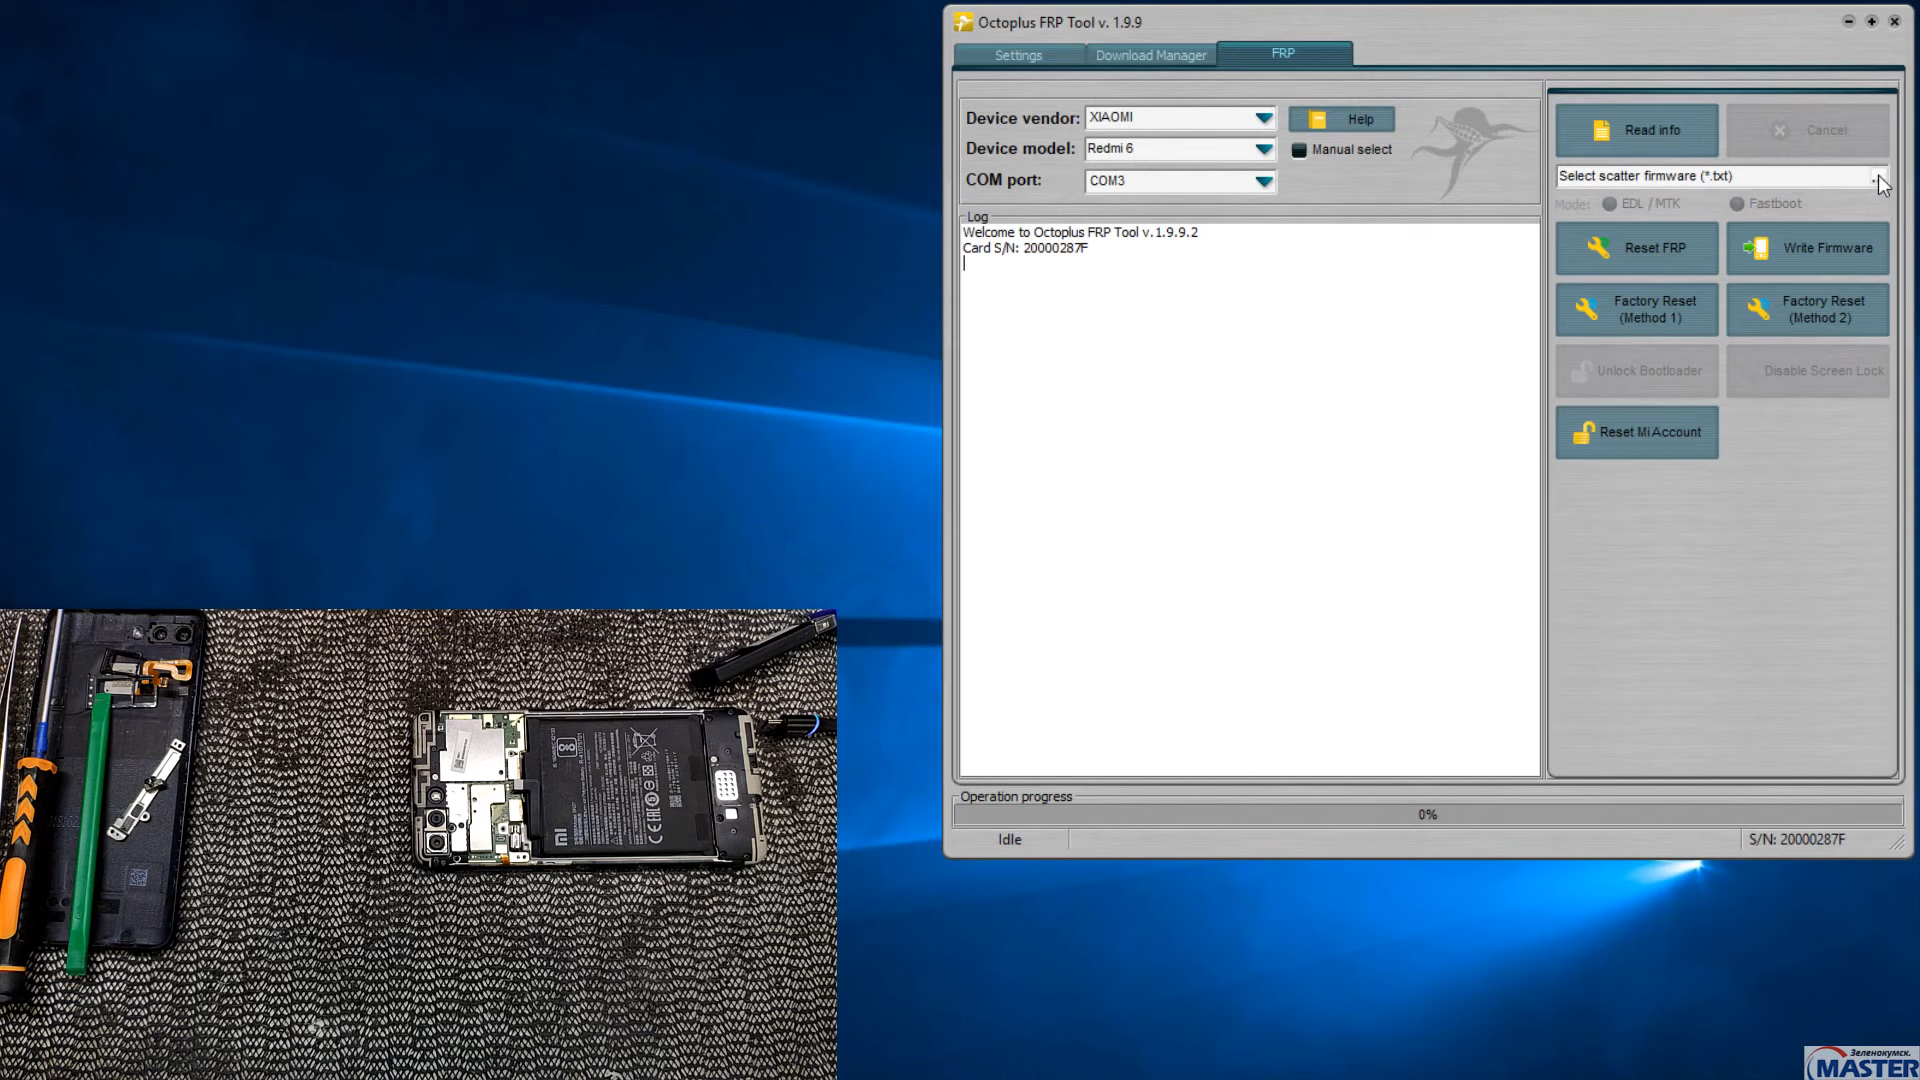 Octoplus FRP Tool v. 1.9.9
Settings
Download Manager
FRP
Device vendor:
XIAOMI
Help
Device model:
Redmi 6
Manual select
COM port:
COM3
Log
Welcome to Octoplus FRP Tool v.1.9.9.2
Card S/N: 20000287F
Read info
Cancel
Select scatter firmware (*.txt)
Mode:
EDL / MTK
Fastboot
Reset FRP
Write Firmware
Factory Reset
(Method 1)
Factory Reset
(Method 2)
Unlock Bootloader
Disable Screen Lock
Reset Mi Account
Operation progress
0%
Idle
S/N: 20000287F
mi
Зеленокумск.
MASTER